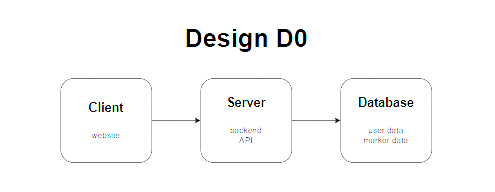 Design D0
Client
website
Server
backend
API
Database
user data
marker data